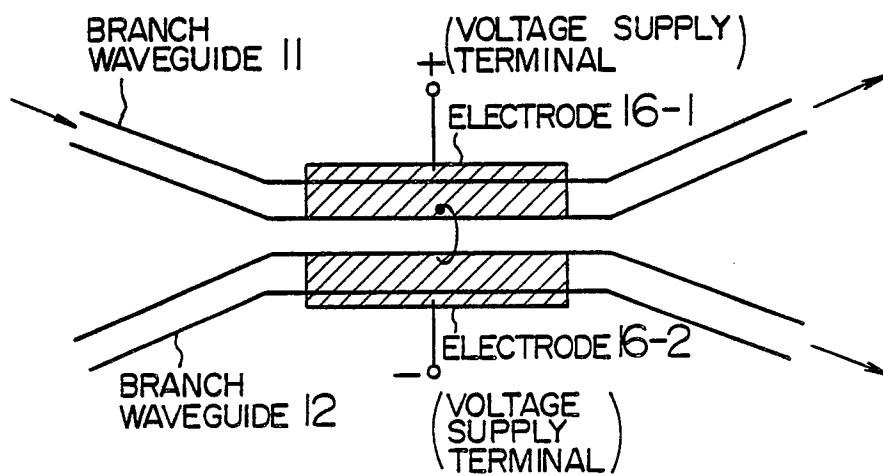 BRANCH
WAVEGUIDE 11
(VOLTAGE SUPPLY
TERMINAL)
+
ELECTRODE 16-1
ELECTRODE 16-2
−
BRANCH
WAVEGUIDE 12
(VOLTAGE
SUPPLY
TERMINAL)